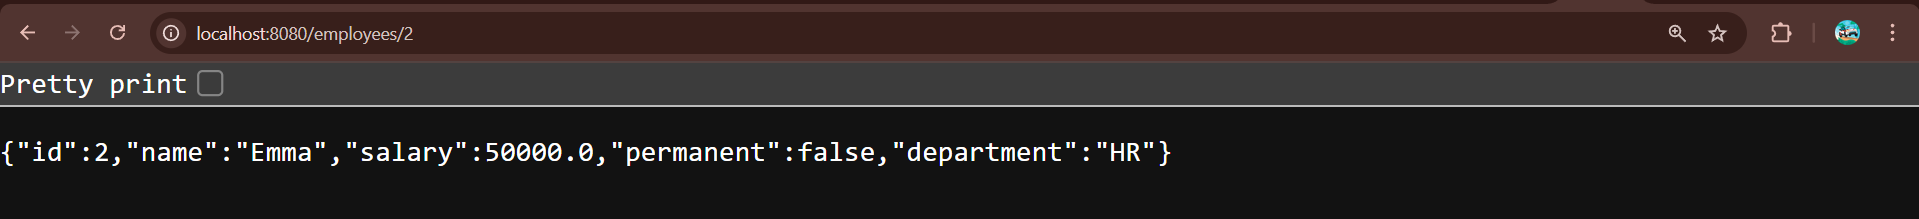 localhost:8080/employees/2
Pretty print
{"id":2,"name":"Emma","salary":50000.0,"permanent":false,"department":"HR"}